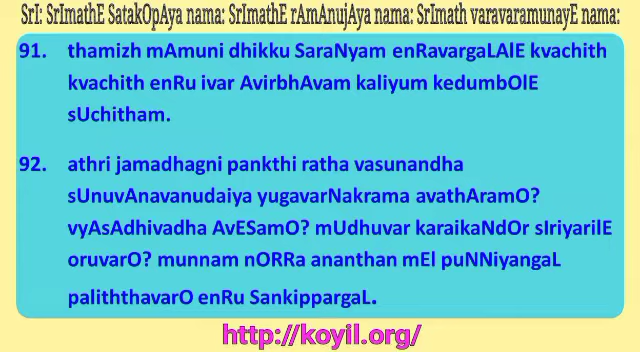 SrI: SrImathE SatakOpAya nama: SrImathE rAmAnujAya nama: SrImath varavaramunayE nama:
91. thamizh mAmuni dhikku SaraNyam enRavargaLAlE kvachith
kvachith enRu ivar AvirbhAvam kaliyum kedumbOlE
sUchitham.
92. athri jamadhagni pankthi ratha vasunandha
sUnuvAnavanudaiya yugavarNakrama avathAramO?
vyAsAdhivadha AvESamO? mUdhuvar karaikaNdOr sIriyarilE
oruvarO? munnam nORRa ananthan mEl puNNiyangaL
paliththavarO enRu SankippargaL.
http://koyil.org/